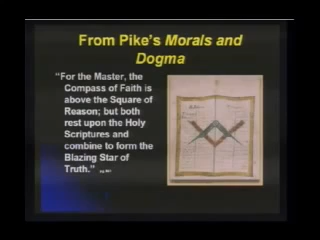 From Pike's Morals and
Dogma
"For the Master, the
Compass of Faith is
above the Square of
Reason; but both
rest upon the Holy
Scriptures and
combine to form the
Blazing Star of
Truth."